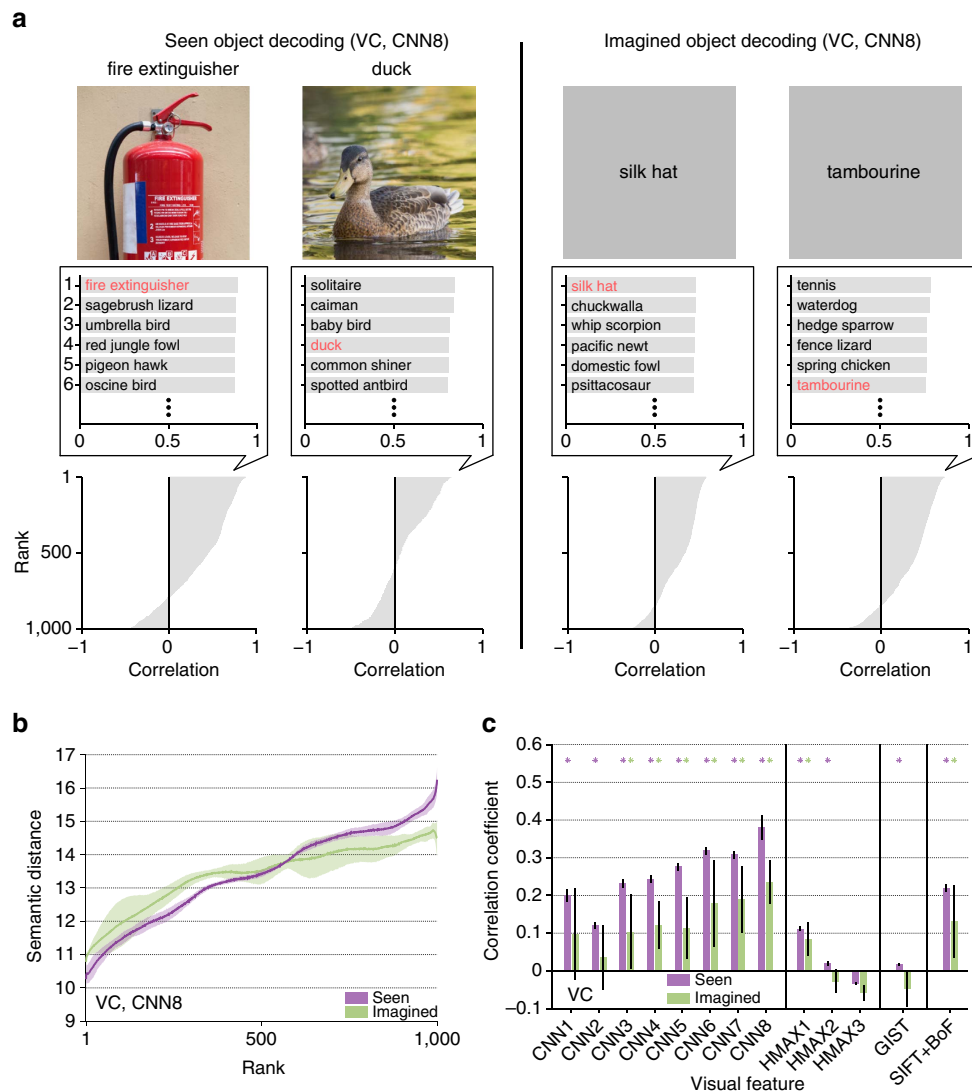 a
Seen object decoding (VC, CNN8)
Imagined object decoding (VC, CNN8)
fire extinguisher
duck
FIRE EXTINGUISHER
1
2
3
silk hat
tambourine
1 fire extinguisher
2 sagebrush lizard
3 umbrella bird
4 red jungle fowl
5 pigeon hawk
6 oscine bird
0 0.5 1
solitaire
caiman
baby bird
duck
common shiner
spotted antbird
0 0.5 1
silk hat
chuckwalla
whip scorpion
pacific newt
domestic fowl
psittacosaur
0 0.5 1
tennis
waterdog
hedge sparrow
fence lizard
spring chicken
tambourine
0 0.5 1
Rank
1
500
1,000
−1 0 1
Correlation
−1 0 1
Correlation
−1 0 1
Correlation
−1 0 1
Correlation
b
Semantic distance
17
16
15
14
13
12
11
10
9
VC, CNN8
Seen
Imagined
1 500 1,000
Rank
c
Correlation coefficient
0.6
0.5
0.4
0.3
0.2
0.1
0
−0.1
* * * * * * * * * * * * * * * * * * *
VC
Seen
Imagined
CNN1 CNN2 CNN3 CNN4 CNN5 CNN6 CNN7 CNN8 HMAX1 HMAX2 HMAX3 GIST SIFT+BoF
Visual feature